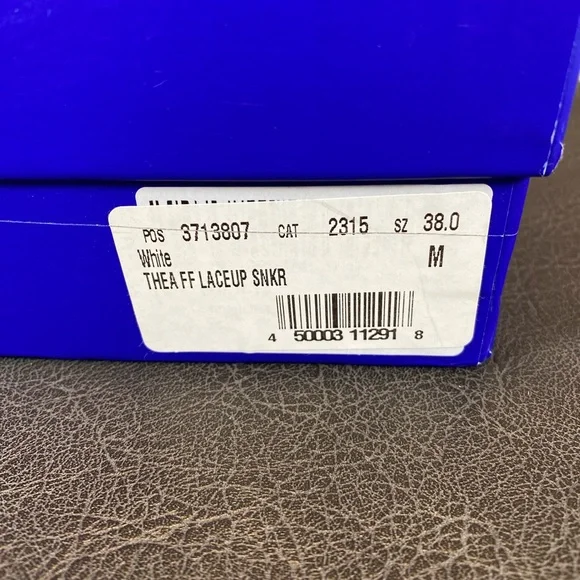 POS 3713807 CAT 2315 SZ 38.0
White M
THEA FF LACEUP SNKR
4 50003 11291 8